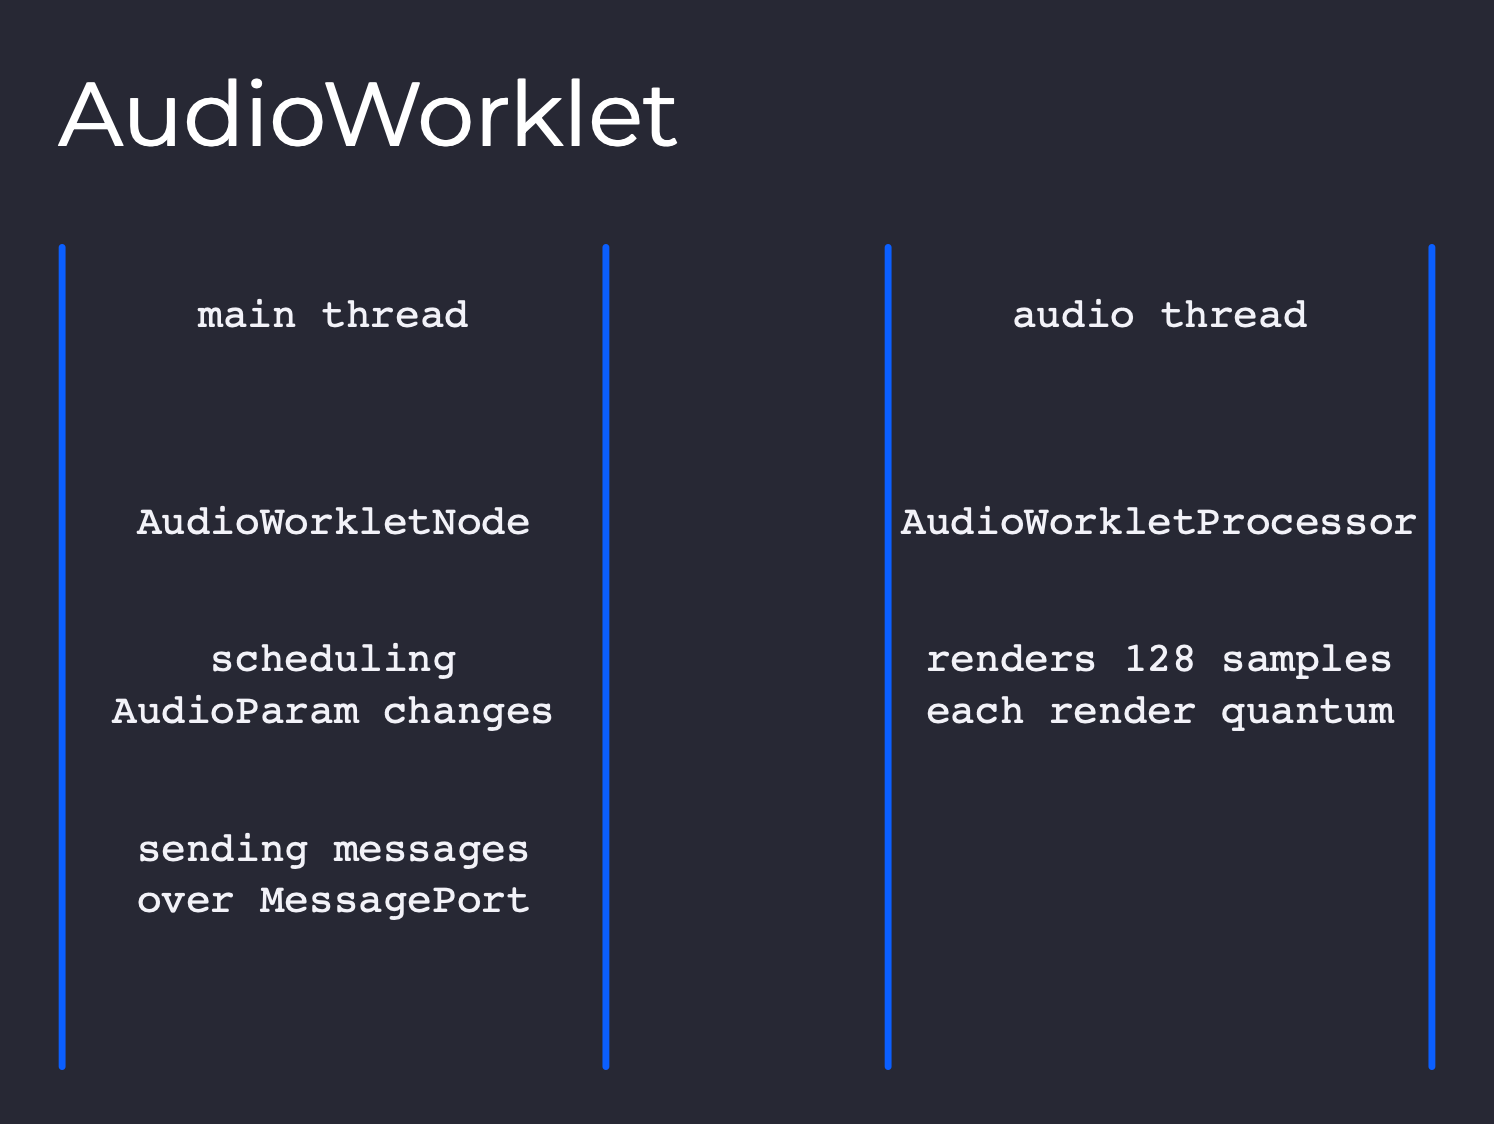 AudioWorklet
main thread
AudioWorkletNode
scheduling
AudioParam changes
sending messages
over MessagePort
audio thread
AudioWorkletProcessor
renders 128 samples
each render quantum